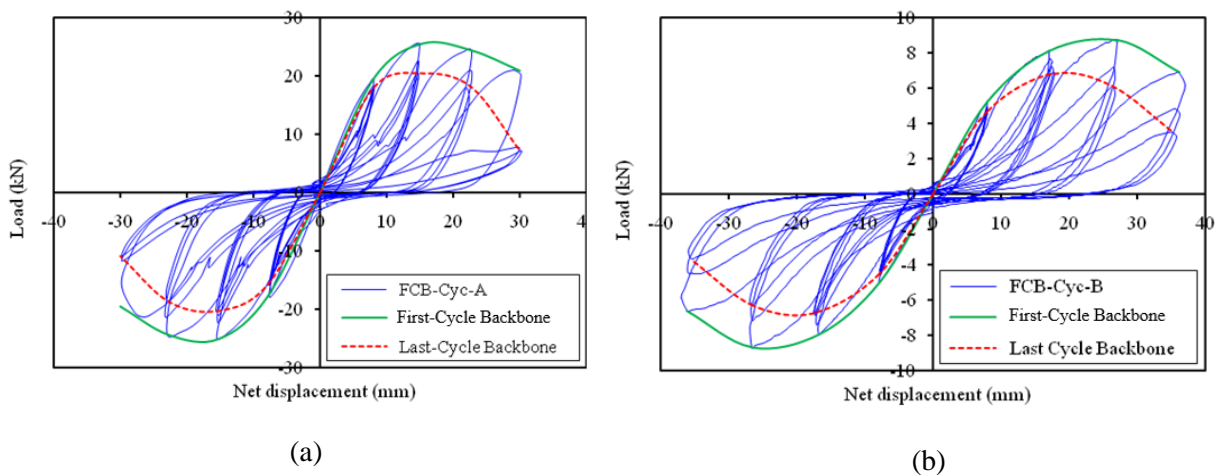 30
20
10
0
-10
-20
-30
-40 -30 -20 -10 0 10 20 30 40
Load (kN)
Net displacement (mm)
FCB-Cyc-A
First-Cycle Backbone
Last-Cycle Backbone
(a)
10
8
6
4
2
0
-2
-4
-6
-8
-10
-40 -30 -20 -10 0 10 20 30 40
Load (kN)
Net displacement (mm)
FCB-Cyc-B
First-Cycle Backbone
Last Cycle Backbone
(b)